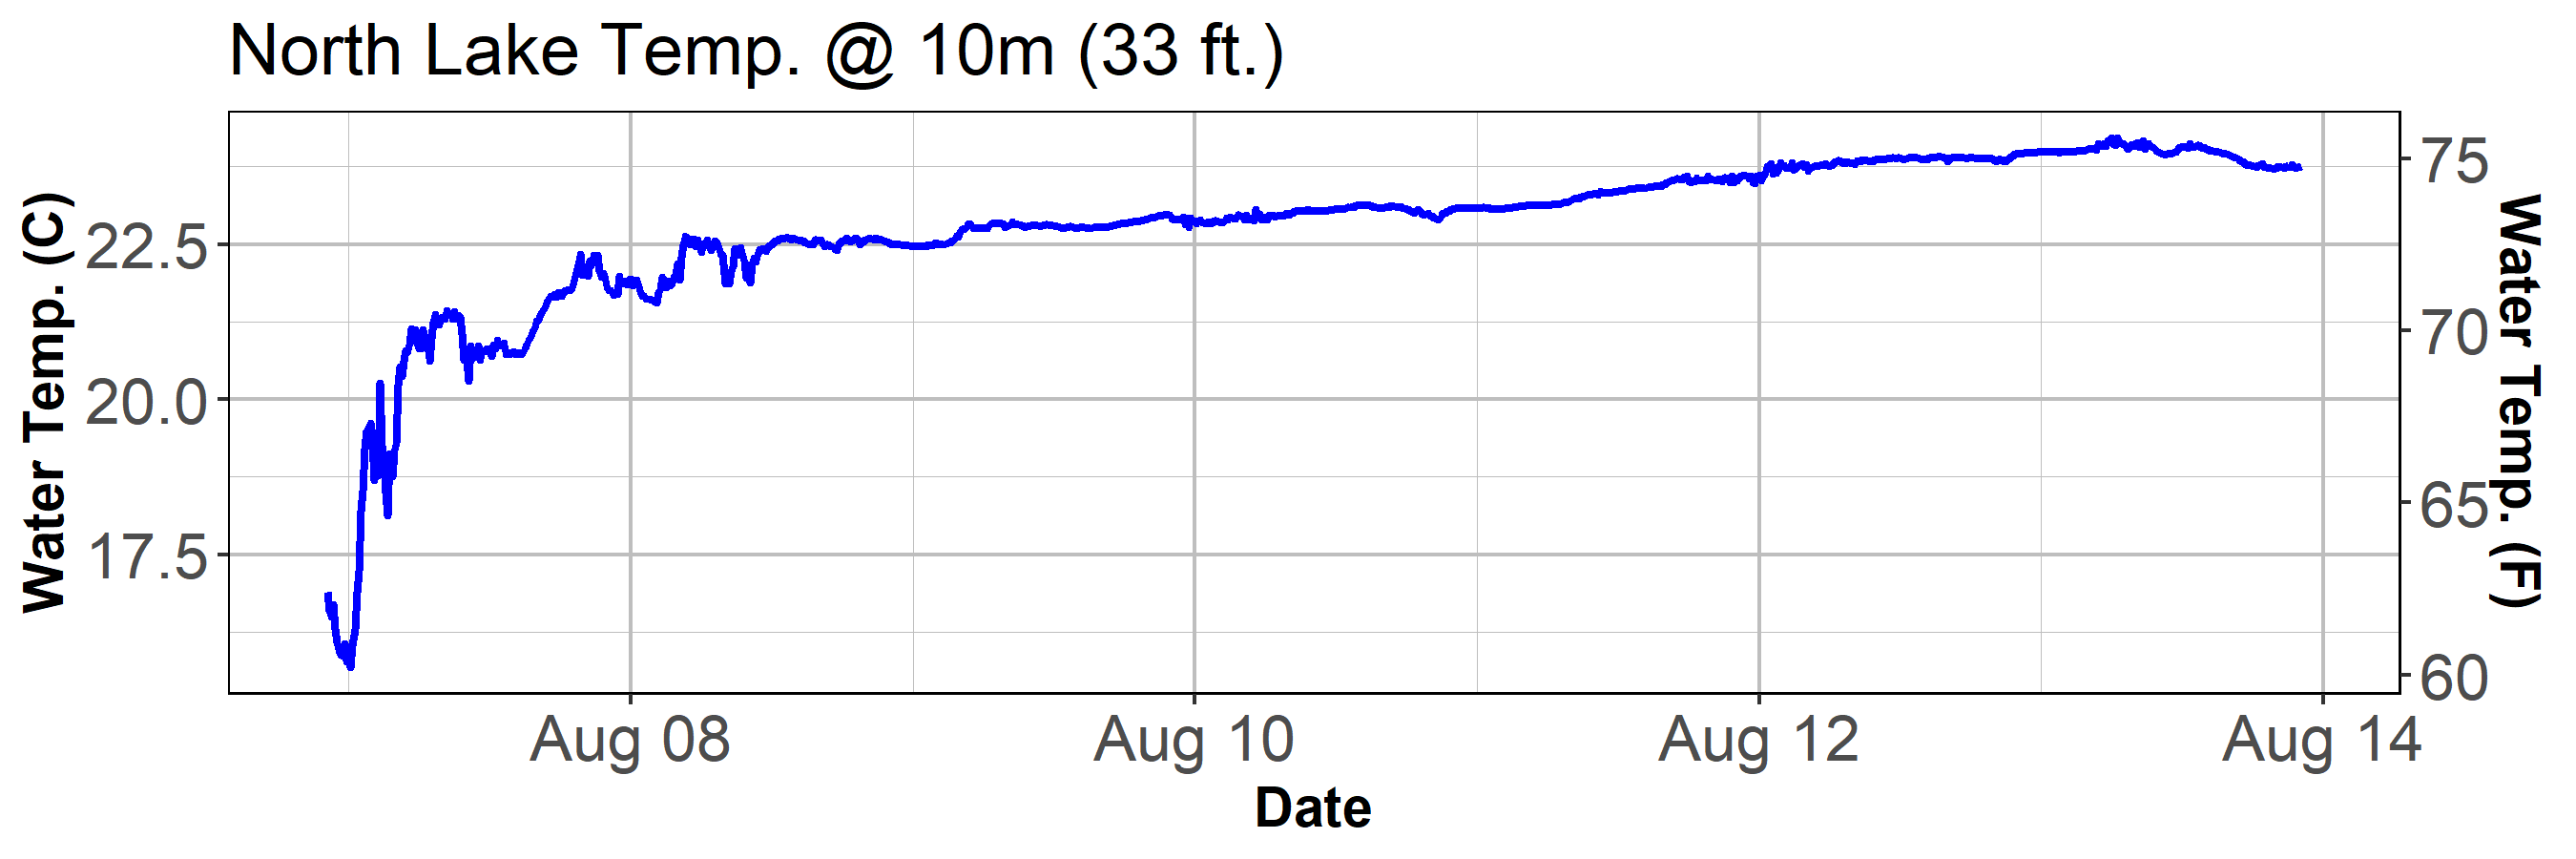 North Lake Temp. @ 10m (33 ft.)
Water Temp. (C)
22.5
20.0
17.5
75
70
65
60
Water Temp. (F)
Aug 08
Aug 10
Aug 12
Aug 14
Date